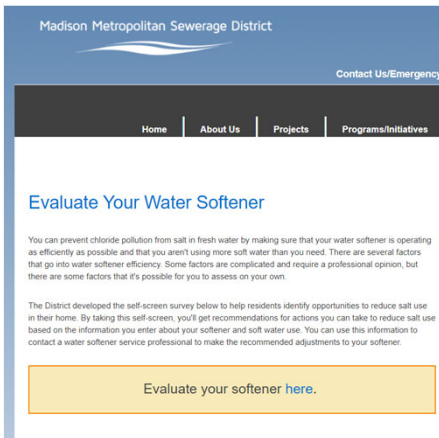 Madison Metropolitan Sewerage District
Contact Us/Emergency
Home About Us Projects Programs/Initiatives
Evaluate Your Water Softener
You can prevent chloride pollution from salt in fresh water by making sure that your water softener is operating
as efficiently as possible and that you aren't using more soft water than you need. There are several factors
that go into water softener efficiency. Some factors are complicated and require a professional opinion, but
there are some factors that it's possible for you to assess on your own.
The District developed the self-screen survey below to help residents identify opportunities to reduce salt use
in their home. By taking this self-screen, you'll get recommendations for actions you can take to reduce salt use
based on the information you enter about your softener and soft water use. You can use this information to
contact a water softener service professional to make the recommended adjustments to your softener.
Evaluate your softener here.